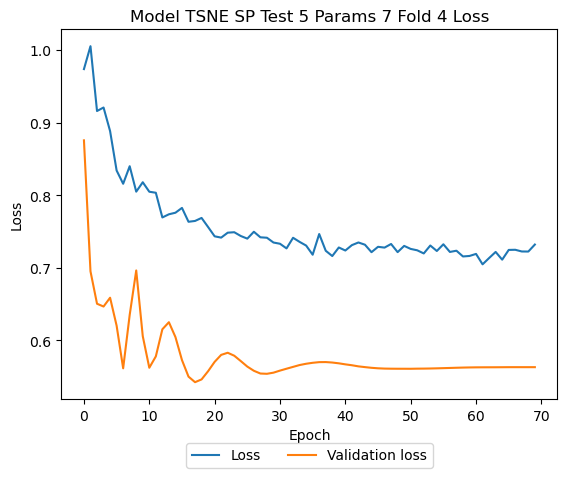 Model TSNE SP Test 5 Params 7 Fold 4 Loss
1.0
0.9
0.8
0.7
0.6
Loss
0 10 20 30 40 50 60 70
Epoch
Loss Validation loss